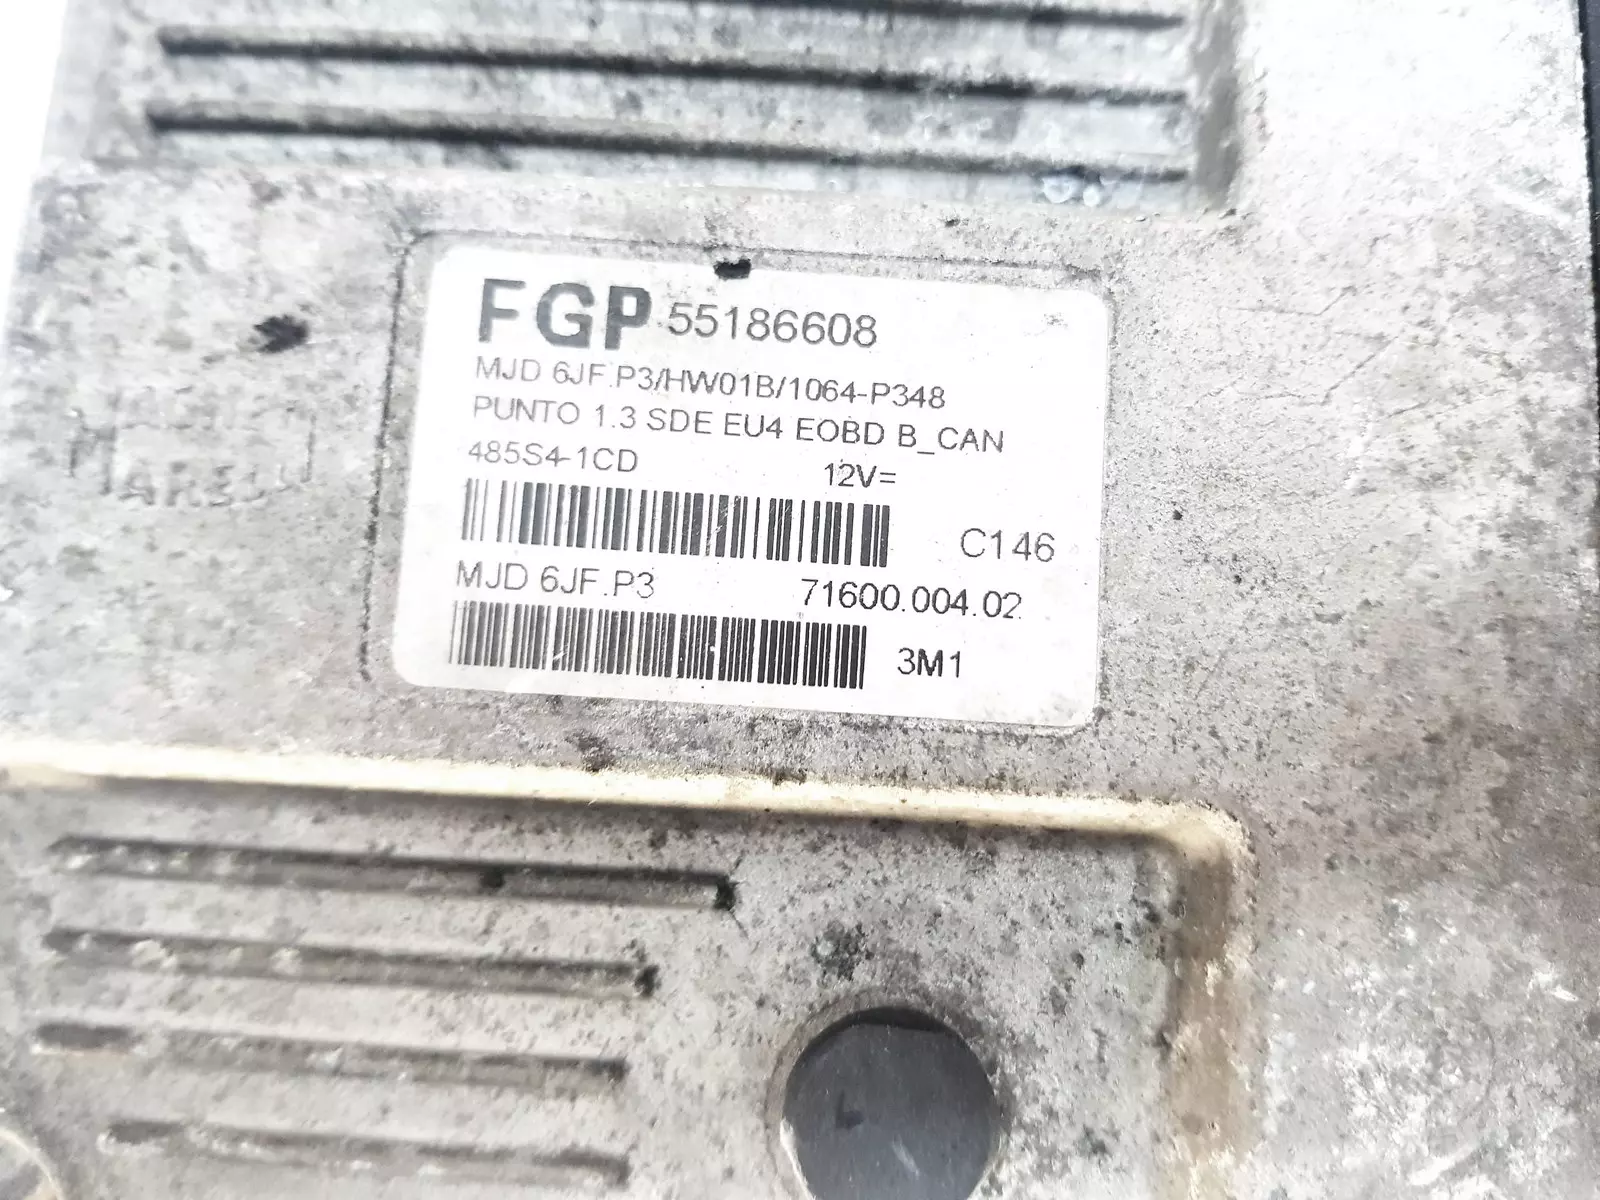 FGP 55186608
MJD 6JF.P3/HW01B/1064-P348
PUNTO 1.3 SDE EU4 EOBD B_CAN
485S4-1CD 12V=
C146
MJD 6JF.P3 71600.004.02
3M1